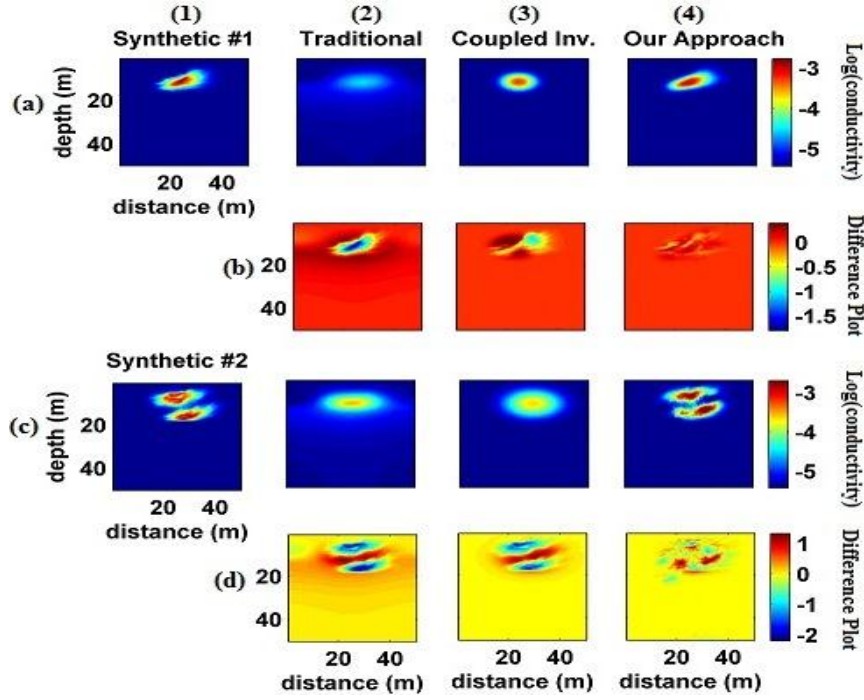 (1) (2) (3) (4)
Synthetic #1 Traditional Coupled Inv. Our Approach
(a)
depth (m)
20
40
20 40
distance (m)
-3
-4
-5
Log(conductivity)
(b)
20
40
0
-0.5
-1
-1.5
Difference Plot
Synthetic #2
(c)
depth (m)
20
40
20 40
distance (m)
-3
-4
-5
Log(conductivity)
(d)
20
40
20 40
distance (m)
20 40
distance (m)
20 40
distance (m)
1
0
-1
-2
Difference Plot